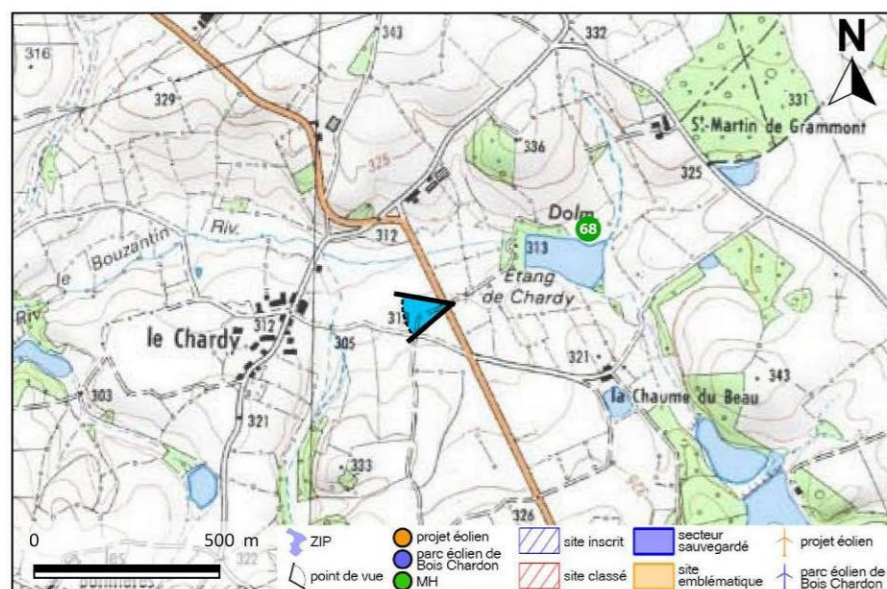 343
332
N
316
329
331
St-Martin de Grammont
336
325
325
Dolm
68
312
313
Riv.
le Bouzantin
Etang
de Chardy
Riv.
312
le Chardy
305
321
343
la Chaume du Beau
303
321
333
325
326
322
0
500 m
ZIP
point de vue
projet éolien
parc éolien de
Bois Chardon
MH
site inscrit
site classé
secteur
sauvegardé
site
emblématique
projet éolien
parc éolien de
Bois Chardon